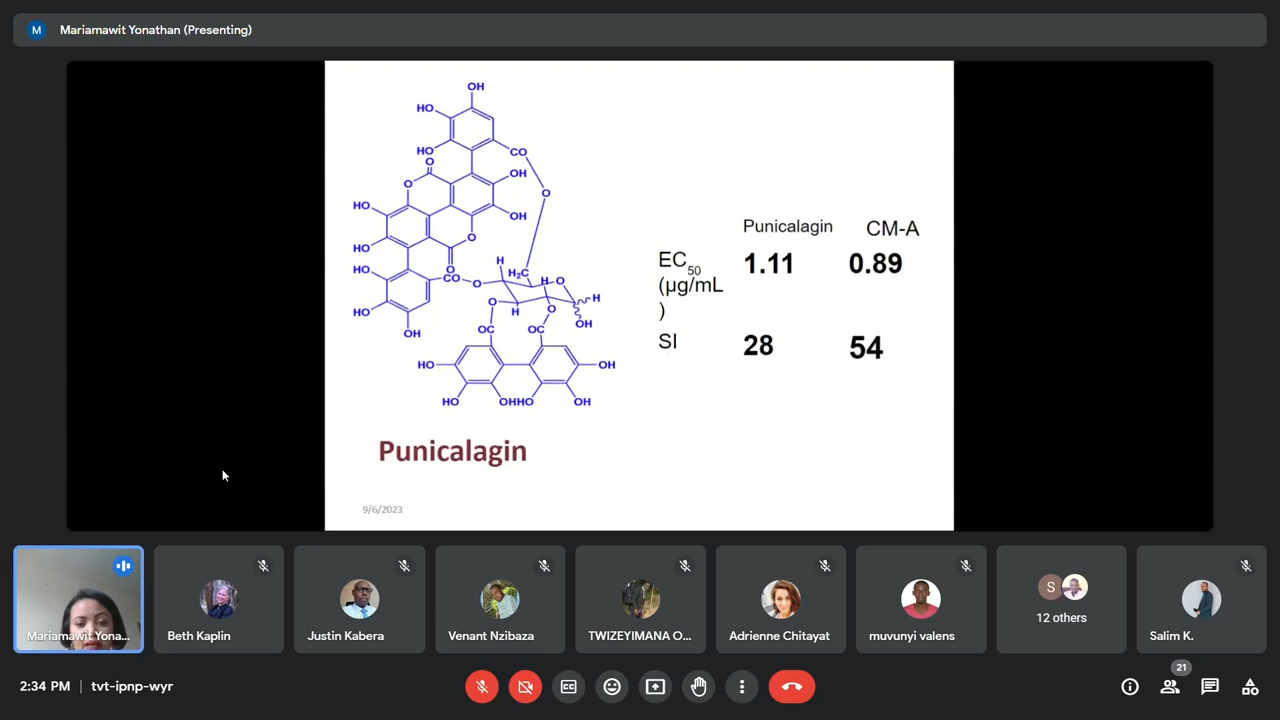 M Mariamawit Yonathan (Presenting)
OH
HO
HO
HO
CO
O
OH
O
O
HO
OH
HO
O
HO
O
CO
O
H
H2C
H
O
H
HO
O
H
O
OH
OH
OC
OC
HO
OH
HO
OHHO
OH
Punicalagin
9/6/2023
Punicalagin CM-A
EC50 1.11 0.89
(µg/mL
)
SI 28 54
Mariamawit Yona...
Beth Kaplin
Justin Kabera
Venant Nzibaza
TWIZEYIMANA O...
Adrienne Chitayat
muvunyi valens
S
12 others
Salim K.
2:34 PM | tvt-ipnp-wyr
CC
21